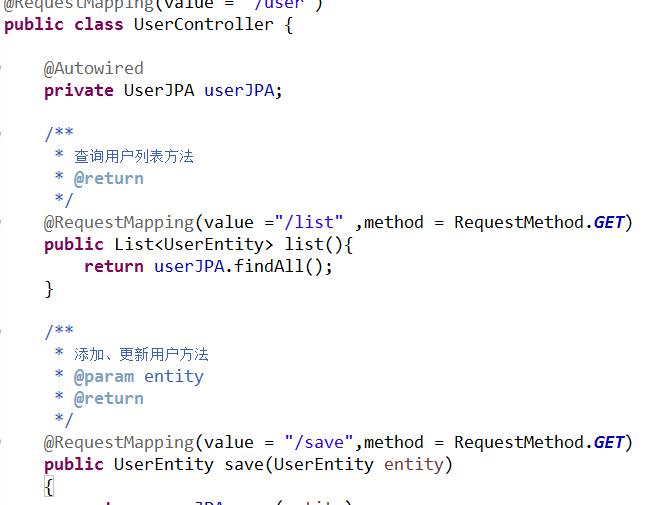 @RequestMapping(value = "/user")
public class UserController {
@Autowired
private UserJPA userJPA;
/**
* 查询用户列表方法
* @return
*/
@RequestMapping(value ="/list" ,method = RequestMethod.GET)
public List<UserEntity> list(){
return userJPA.findAll();
}
/**
* 添加、更新用户方法
* @param entity
* @return
*/
@RequestMapping(value = "/save",method = RequestMethod.GET)
public UserEntity save(UserEntity entity)
{